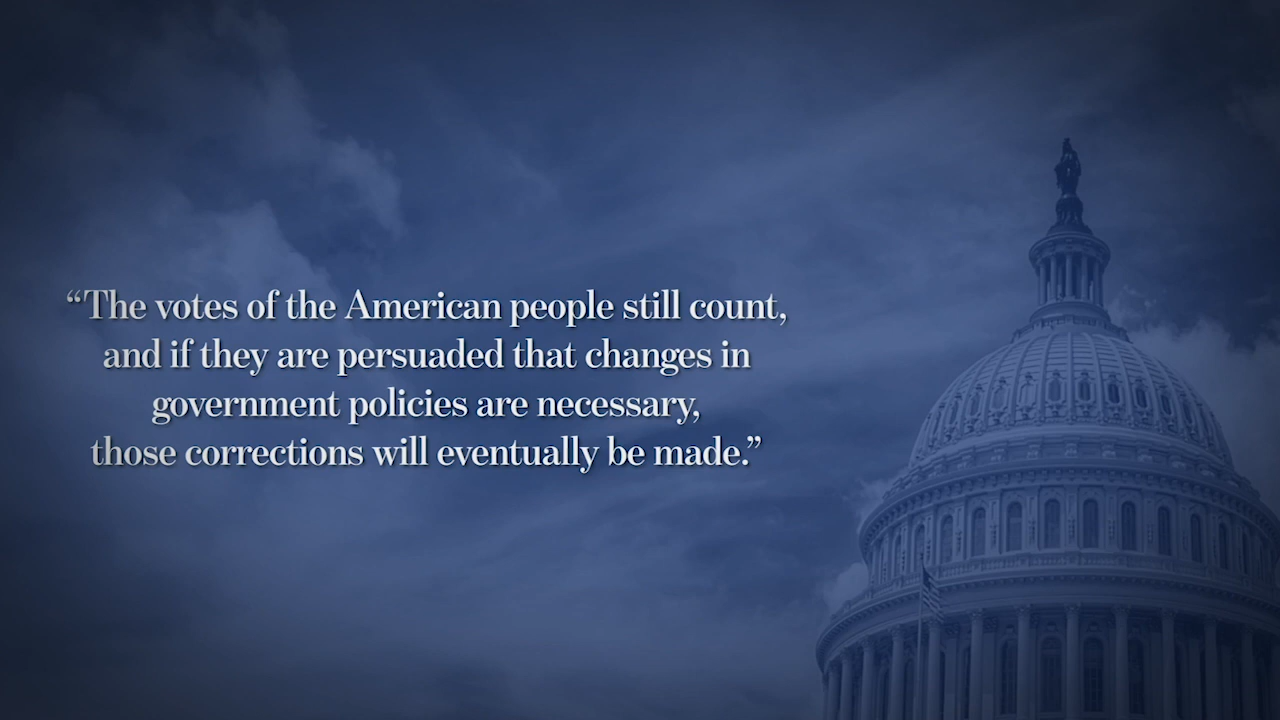 “The votes of the American people still count,
and if they are persuaded that changes in
government policies are necessary,
those corrections will eventually be made.”